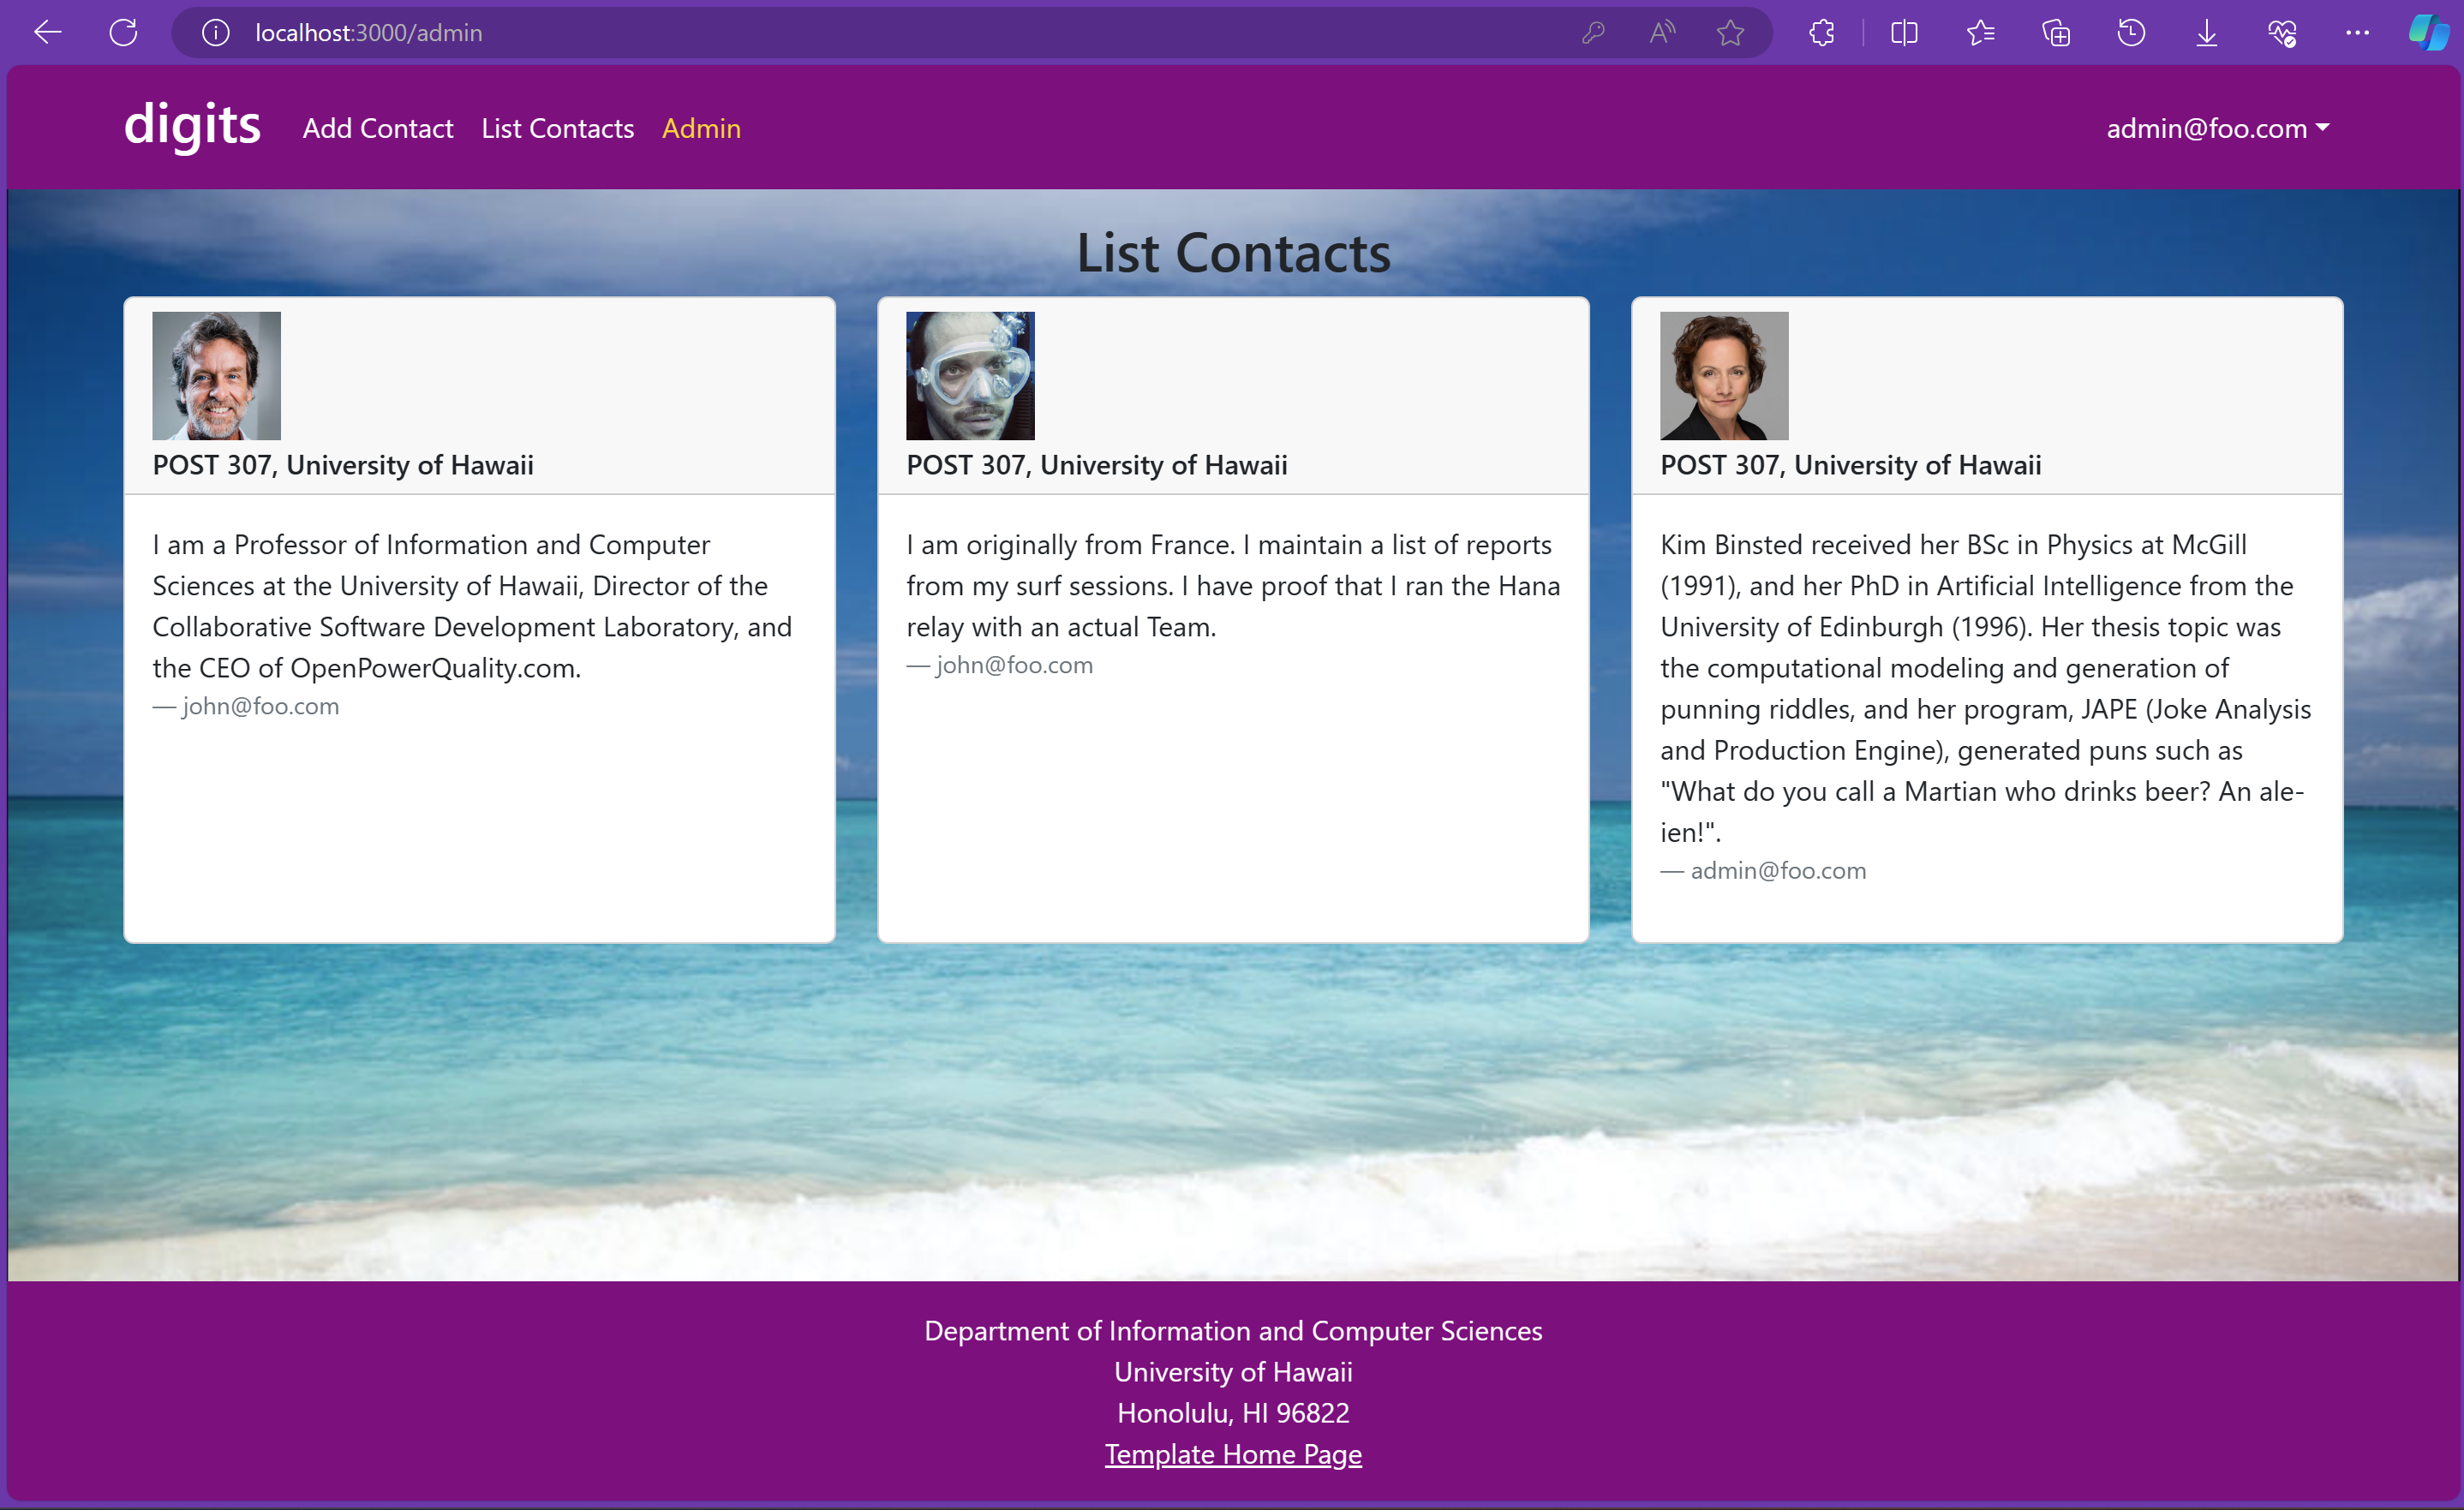 localhost:3000/admin
digits
Add Contact
List Contacts
Admin
admin@foo.com
List Contacts
POST 307, University of Hawaii
I am a Professor of Information and Computer
Sciences at the University of Hawaii, Director of the
Collaborative Software Development Laboratory, and
the CEO of OpenPowerQuality.com.
— john@foo.com
POST 307, University of Hawaii
I am originally from France. I maintain a list of reports
from my surf sessions. I have proof that I ran the Hana
relay with an actual Team.
— john@foo.com
POST 307, University of Hawaii
Kim Binsted received her BSc in Physics at McGill
(1991), and her PhD in Artificial Intelligence from the
University of Edinburgh (1996). Her thesis topic was
the computational modeling and generation of
punning riddles, and her program, JAPE (Joke Analysis
and Production Engine), generated puns such as
"What do you call a Martian who drinks beer? An ale-
ien!".
— admin@foo.com
Department of Information and Computer Sciences
University of Hawaii
Honolulu, HI 96822
Template Home Page